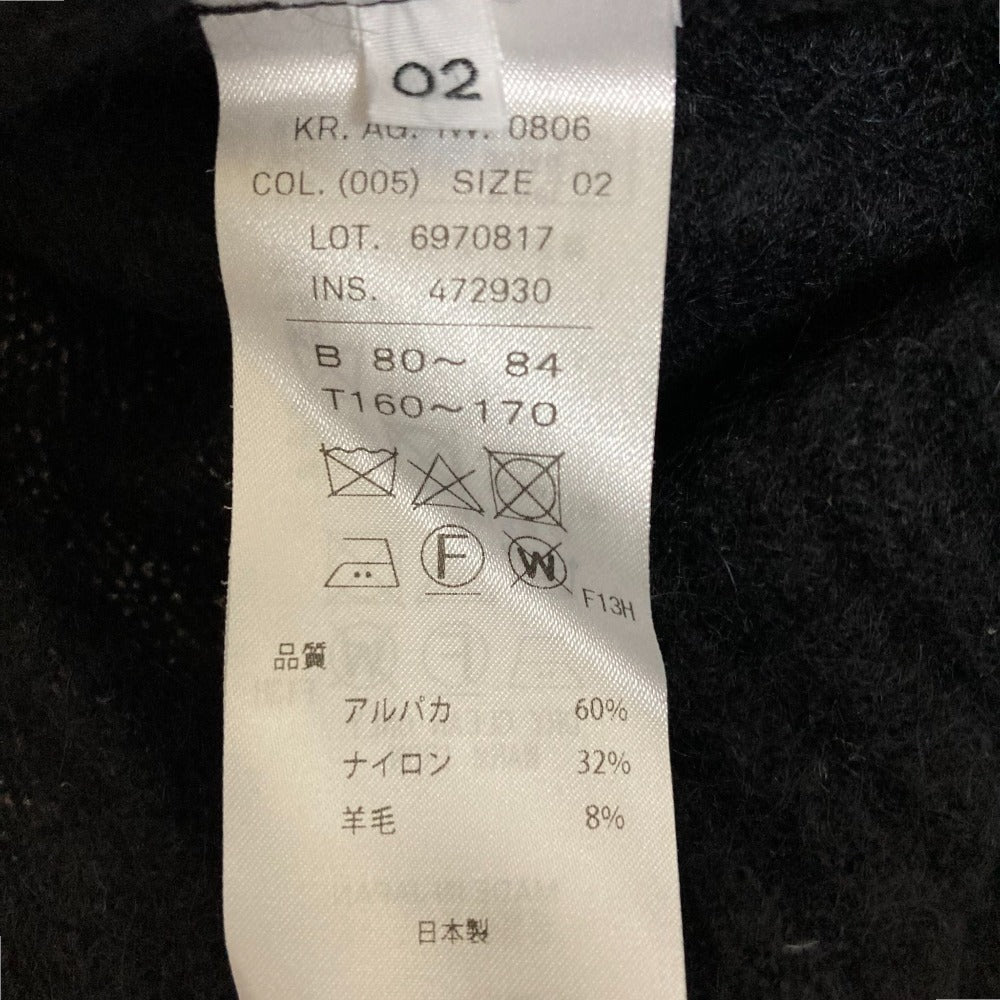 02
KR. AG. 0806
COL. (005) SIZE 02
LOT. 6970817
INS. 472930
B 80～ 84
T160～170
F W
F13H
品質
アルパカ 60%
ナイロン 32%
羊毛 8%
日本製